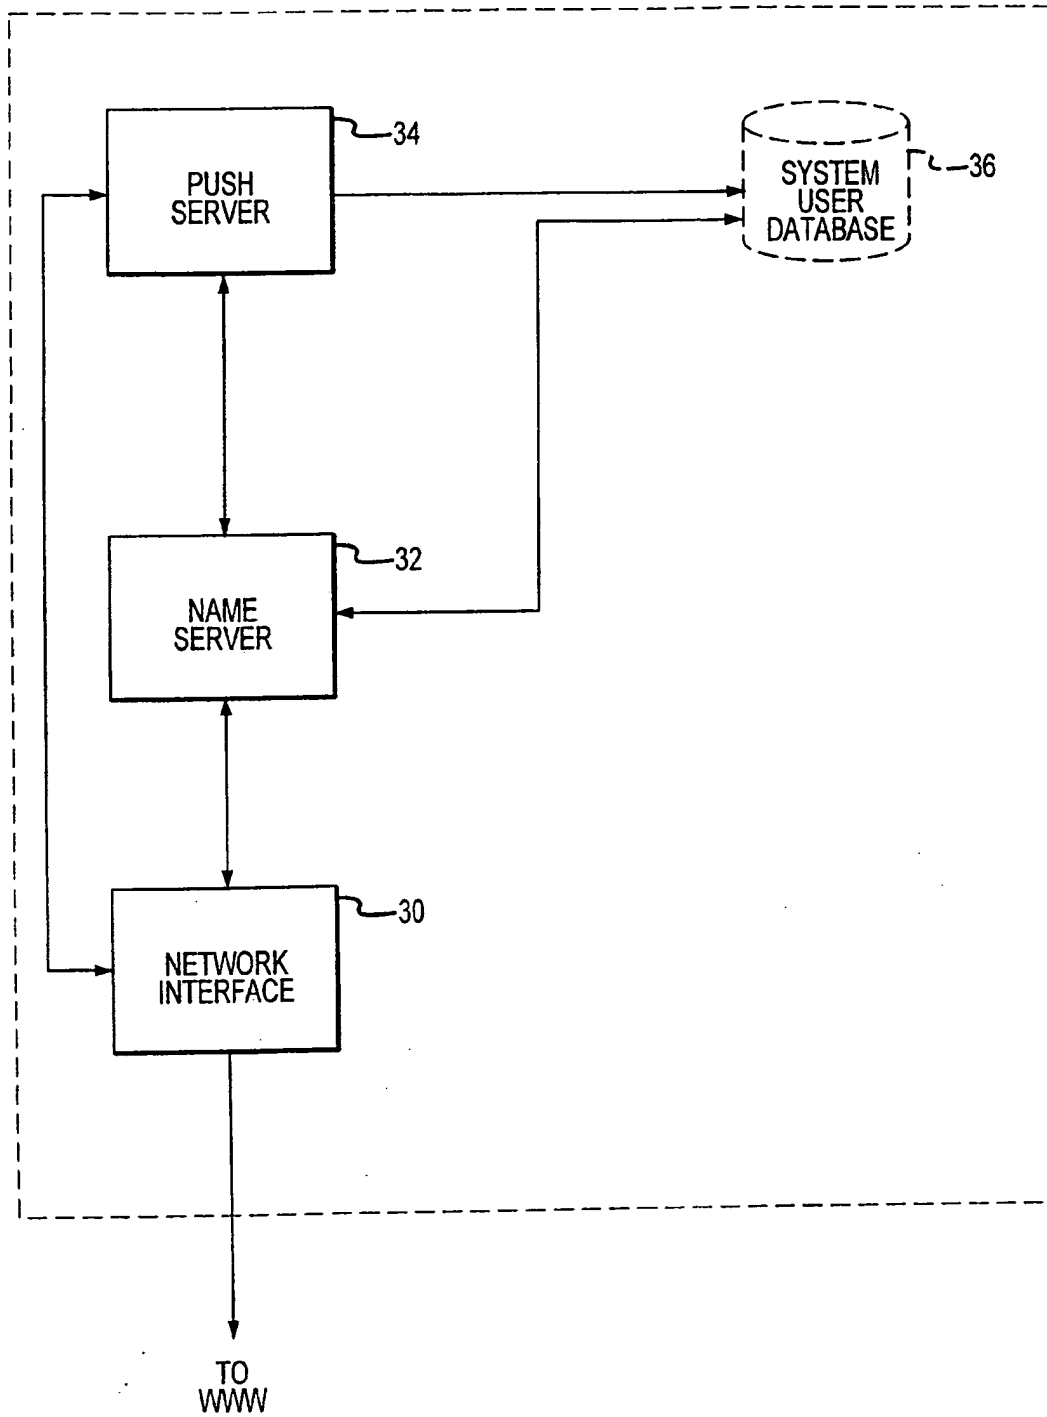 34
PUSH
SERVER
36
SYSTEM
USER
DATABASE
32
NAME
SERVER
30
NETWORK
INTERFACE
TO
WWW